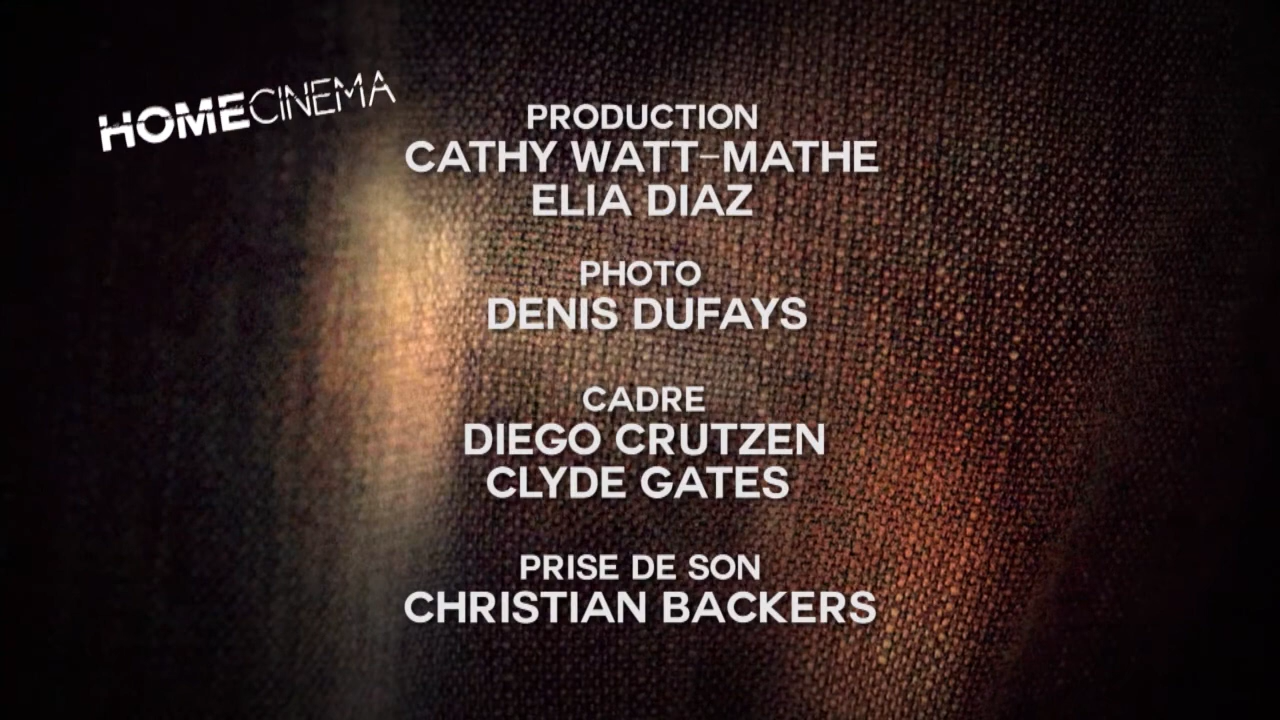 HOMECINEMA
PRODUCTION
CATHY WATT-MATHE
ELIA DIAZ
PHOTO
DENIS DUFAYS
CADRE
DIEGO CRUTZEN
CLYDE GATES
PRISE DE SON
CHRISTIAN BACKERS